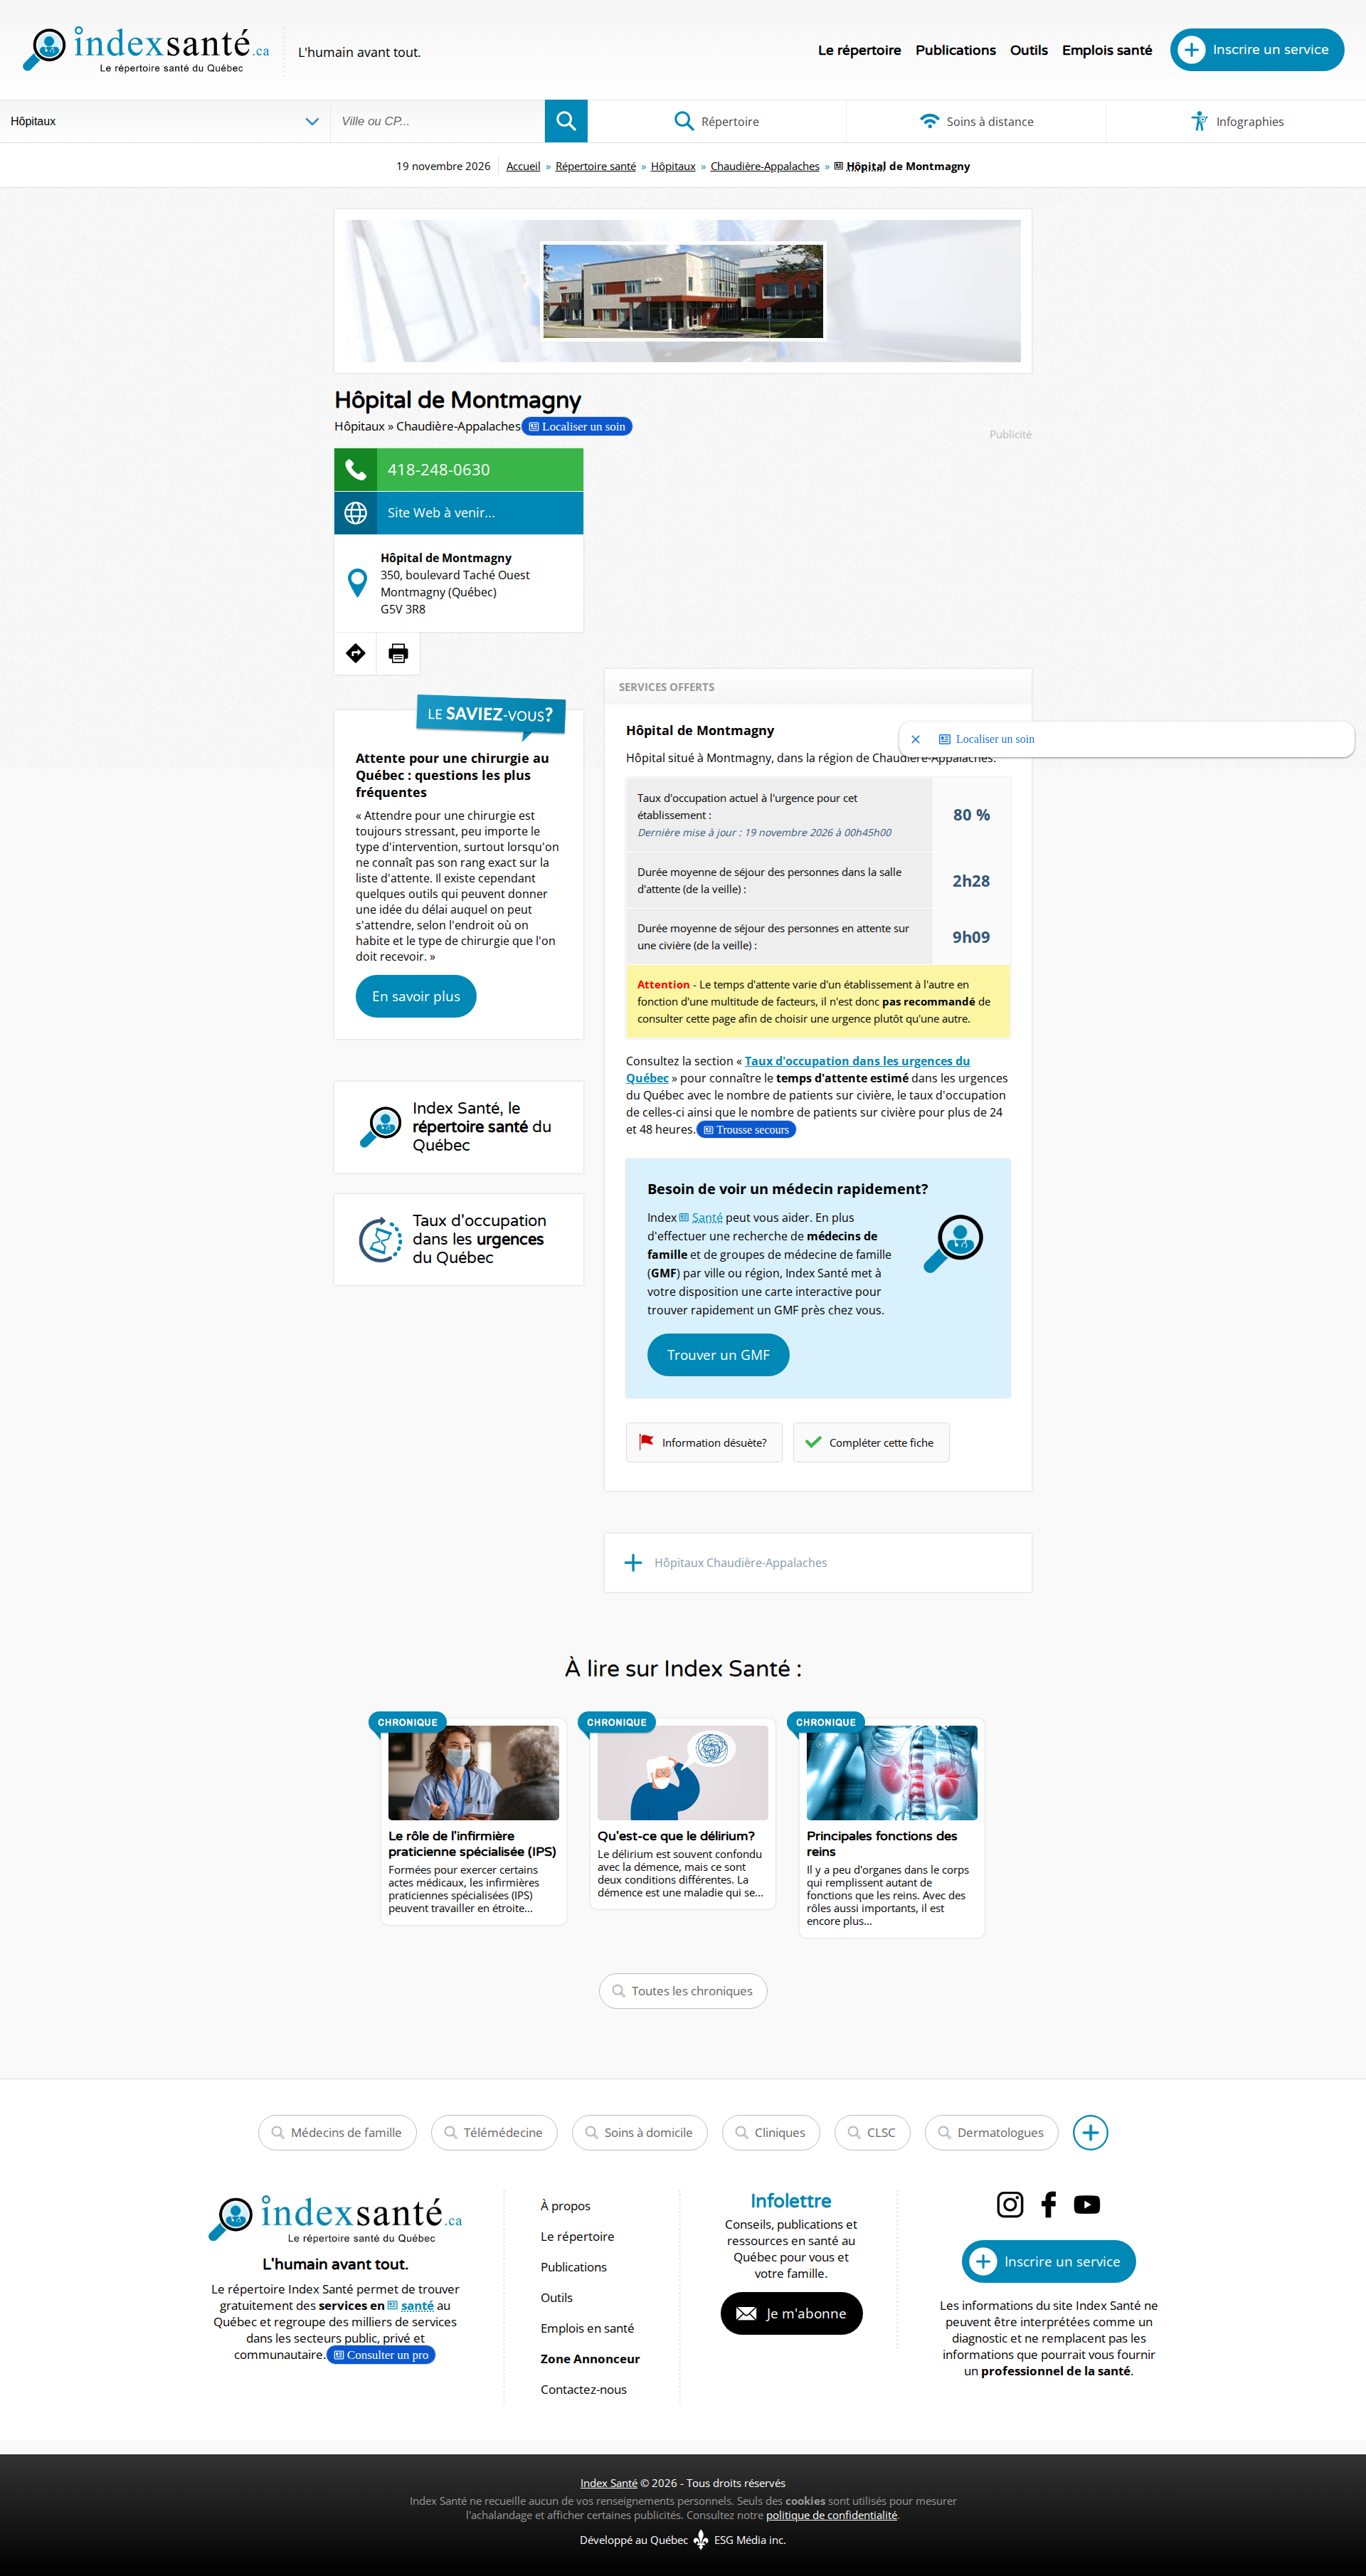 indexsanté.ca
Le répertoire santé du Québec
L'humain avant tout.
Le répertoire
Publications
Outils
Emplois santé
Inscrire un service
Hôpitaux
Ville ou CP...
Répertoire
Soins à distance
Infographies
19 novembre 2026
Accueil » Répertoire santé » Hôpitaux » Chaudière-Appalaches » Hôpital de Montmagny
Hôpital de Montmagny
Hôpitaux » Chaudière-Appalaches Localiser un soin
Publicité
418-248-0630
Site Web à venir...
Hôpital de Montmagny
350, boulevard Taché Ouest
Montmagny (Québec)
G5V 3R8
LE SAVIEZ-VOUS?
Attente pour une chirurgie au
Québec : questions les plus
fréquentes
« Attendre pour une chirurgie est
toujours stressant, peu importe le
type d'intervention, surtout lorsqu'on
ne connaît pas son rang exact sur la
liste d'attente. Il existe cependant
quelques outils qui peuvent donner
une idée du délai auquel on peut
s'attendre, selon l'endroit où on
habite et le type de chirurgie que l'on
doit recevoir. »
En savoir plus
Index Santé, le
répertoire santé du
Québec
Taux d'occupation
dans les urgences
du Québec
SERVICES OFFERTS
Hôpital de Montmagny
Localiser un soin
Hôpital situé à Montmagny, dans la région de Chaudière-Appalaches.
Taux d'occupation actuel à l'urgence pour cet
établissement :
Dernière mise à jour : 19 novembre 2026 à 00h45h00
80 %
Durée moyenne de séjour des personnes dans la salle
d'attente (de la veille) :
2h28
Durée moyenne de séjour des personnes en attente sur
une civière (de la veille) :
9h09
Attention - Le temps d'attente varie d'un établissement à l'autre en
fonction d'une multitude de facteurs, il n'est donc pas recommandé de
consulter cette page afin de choisir une urgence plutôt qu'une autre.
Consultez la section « Taux d'occupation dans les urgences du
Québec » pour connaître le temps d'attente estimé dans les urgences
du Québec avec le nombre de patients sur civière, le taux d'occupation
de celles-ci ainsi que le nombre de patients sur civière pour plus de 24
et 48 heures. Trousse secours
Besoin de voir un médecin rapidement?
Index Santé peut vous aider. En plus
d'effectuer une recherche de médecins de
famille et de groupes de médecine de famille
(GMF) par ville ou région, Index Santé met à
votre disposition une carte interactive pour
trouver rapidement un GMF près chez vous.
Trouver un GMF
Information désuète?
Compléter cette fiche
Hôpitaux Chaudière-Appalaches
À lire sur Index Santé :
CHRONIQUE
Le rôle de l'infirmière
praticienne spécialisée (IPS)
Formées pour exercer certains
actes médicaux, les infirmières
praticiennes spécialisées (IPS)
peuvent travailler en étroite...
CHRONIQUE
Qu'est-ce que le délirium?
Le délirium est souvent confondu
avec la démence, mais ce sont
deux conditions différentes. La
démence est une maladie qui se...
CHRONIQUE
Principales fonctions des
reins
Il y a peu d'organes dans le corps
qui remplissent autant de
fonctions que les reins. Avec des
rôles aussi importants, il est
encore plus...
Toutes les chroniques
Médecins de famille
Télémédecine
Soins à domicile
Cliniques
CLSC
Dermatologues
indexsanté.ca
Le répertoire santé du Québec
L'humain avant tout.
Le répertoire Index Santé permet de trouver
gratuitement des services en santé au
Québec et regroupe des milliers de services
dans les secteurs public, privé et
communautaire. Consulter un pro
À propos
Le répertoire
Publications
Outils
Emplois en santé
Zone Annonceur
Contactez-nous
Infolettre
Conseils, publications et
ressources en santé au
Québec pour vous et
votre famille.
Je m'abonne
Inscrire un service
Les informations du site Index Santé ne
peuvent être interprétées comme un
diagnostic et ne remplacent pas les
informations que pourrait vous fournir
un professionnel de la santé.
Index Santé © 2026 - Tous droits réservés
Index Santé ne recueille aucun de vos renseignements personnels. Seuls des cookies sont utilisés pour mesurer
l'achalandage et afficher certaines publicités. Consultez notre politique de confidentialité.
Développé au Québec ESG Média inc.